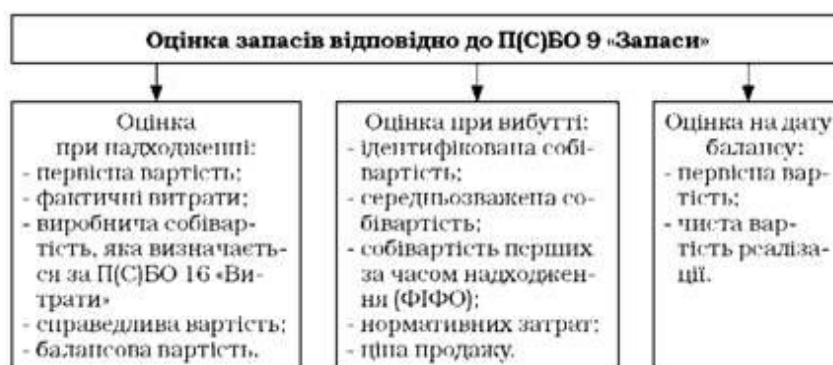 Оцінка запасів відповідно до П(С)БО 9 «Запаси»
Оцінка
при надходженні:
- первісна вартість;
- фактичні витрати;
- виробнича собівар-
тість, яка визначаєть-
ся за П(С)БО 16 «Ви-
трати»
- справедлива вартість;
- балансова вартість.
Оцінка при вибутті:
- ідентифікована собі-
вартість;
- середньозважена со-
бівартість;
- собівартість перших
за часом надходжен-
ня (ФІФО);
- нормативних затрат;
- ціна продажу.
Оцінка на дату
балансу:
- первісна вар-
тість;
- чиста вар-
тість реаліза-
ції.